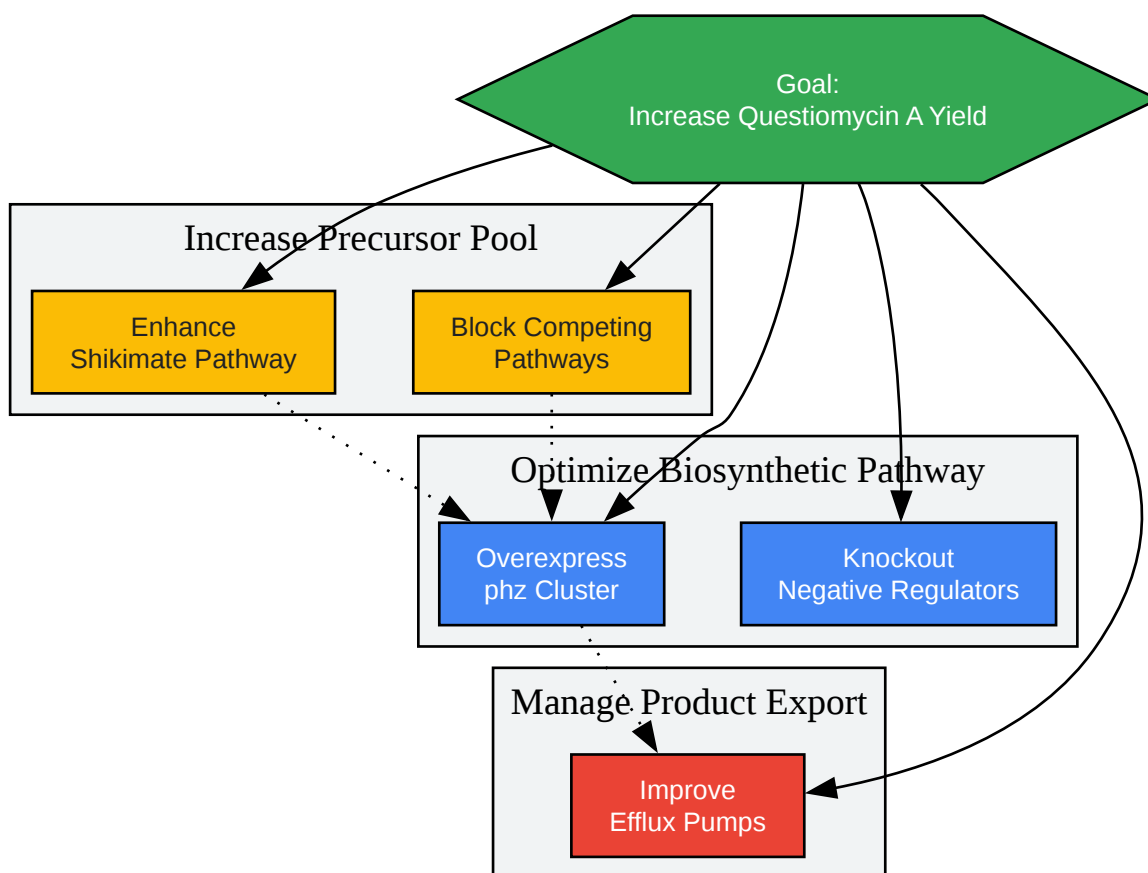 Goal:
Increase Questiomycin A Yield
Increase Precursor Pool
Enhance
Shikimate Pathway
Block Competing
Pathways
Optimize Biosynthetic Pathway
Overexpress
phz Cluster
Knockout
Negative Regulators
Manage Product Export
Improve
Efflux Pumps